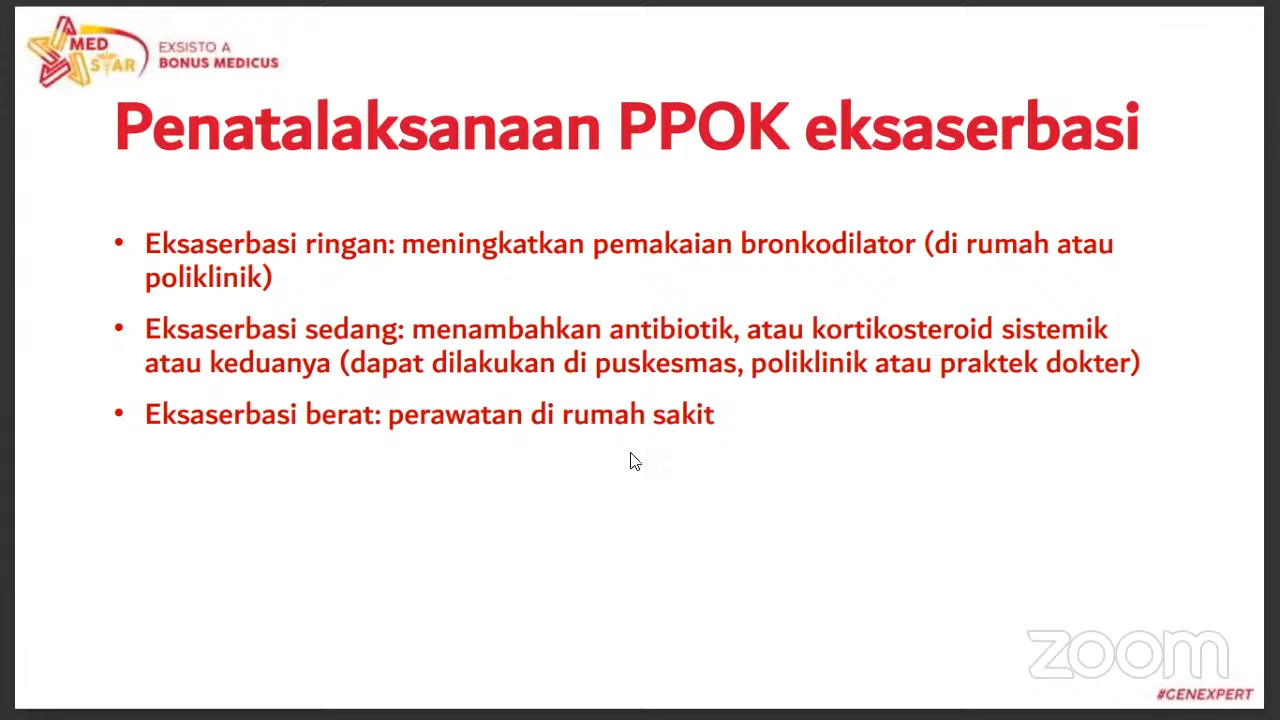 MED
STAR
EXSISTO A
BONUS MEDICUS
Penatalaksanaan PPOK eksaserbasi
• Eksaserbasi ringan: meningkatkan pemakaian bronkodilator (di rumah atau
poliklinik)
• Eksaserbasi sedang: menambahkan antibiotik, atau kortikosteroid sistemik
atau keduanya (dapat dilakukan di puskesmas, poliklinik atau praktek dokter)
• Eksaserbasi berat: perawatan di rumah sakit
zoom
#GENEXPERT